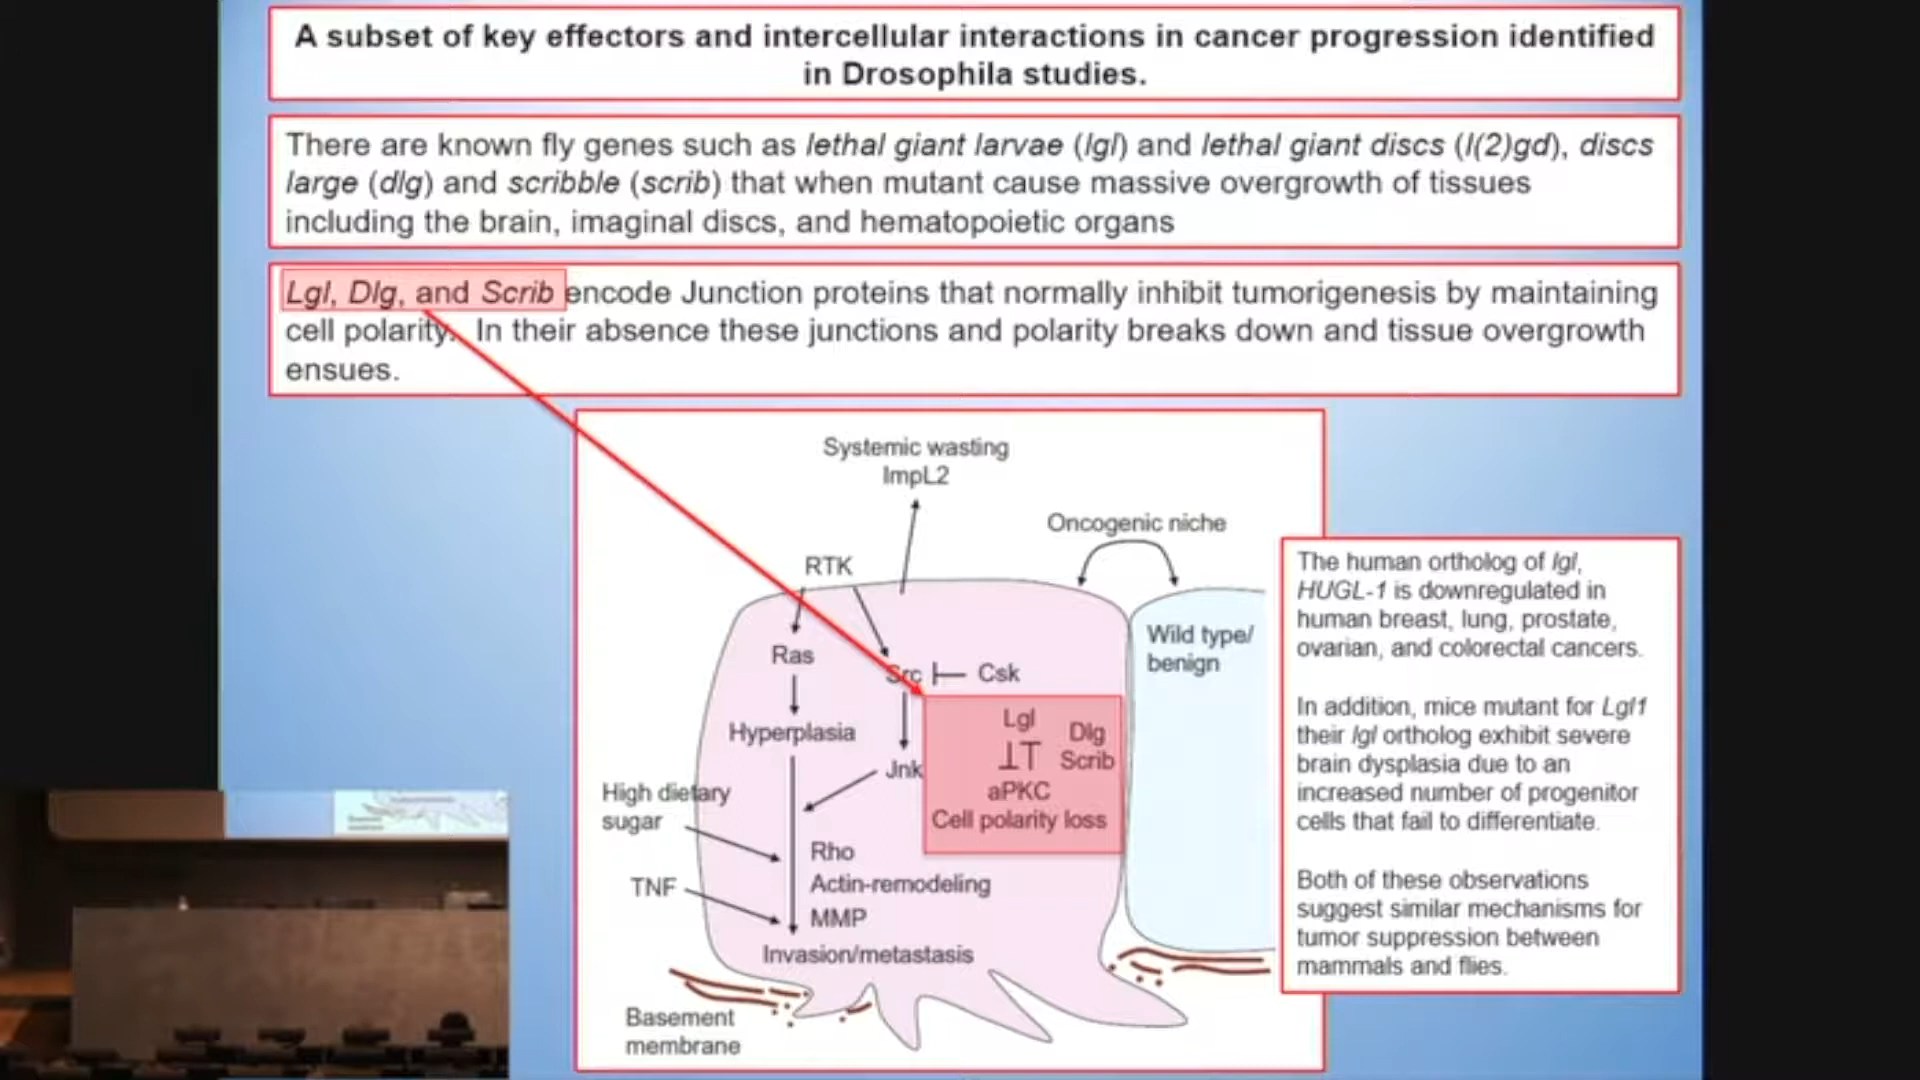 A subset of key effectors and intercellular interactions in cancer progression identified
in Drosophila studies.
There are known fly genes such as lethal giant larvae (lgl) and lethal giant discs (l(2)gd), discs
large (dlg) and scribble (scrib) that when mutant cause massive overgrowth of tissues
including the brain, imaginal discs, and hematopoietic organs
Lgl, Dlg, and Scrib encode Junction proteins that normally inhibit tumorigenesis by maintaining
cell polarity. In their absence these junctions and polarity breaks down and tissue overgrowth
ensues.
Systemic wasting
ImpL2
Oncogenic niche
RTK
Wild type/
benign
Ras
Src
Csk
Hyperplasia
Lgl
Dlg
Scrib
Jnk
aPKC
Cell polarity loss
High dietary
sugar
Rho
TNF
Actin-remodeling
MMP
Invasion/metastasis
Basement
membrane
The human ortholog of lgl,
HUGL-1 is downregulated in
human breast, lung, prostate,
ovarian, and colorectal cancers.
In addition, mice mutant for Lgl1
their lgl ortholog exhibit severe
brain dysplasia due to an
increased number of progenitor
cells that fail to differentiate.
Both of these observations
suggest similar mechanisms for
tumor suppression between
mammals and flies.